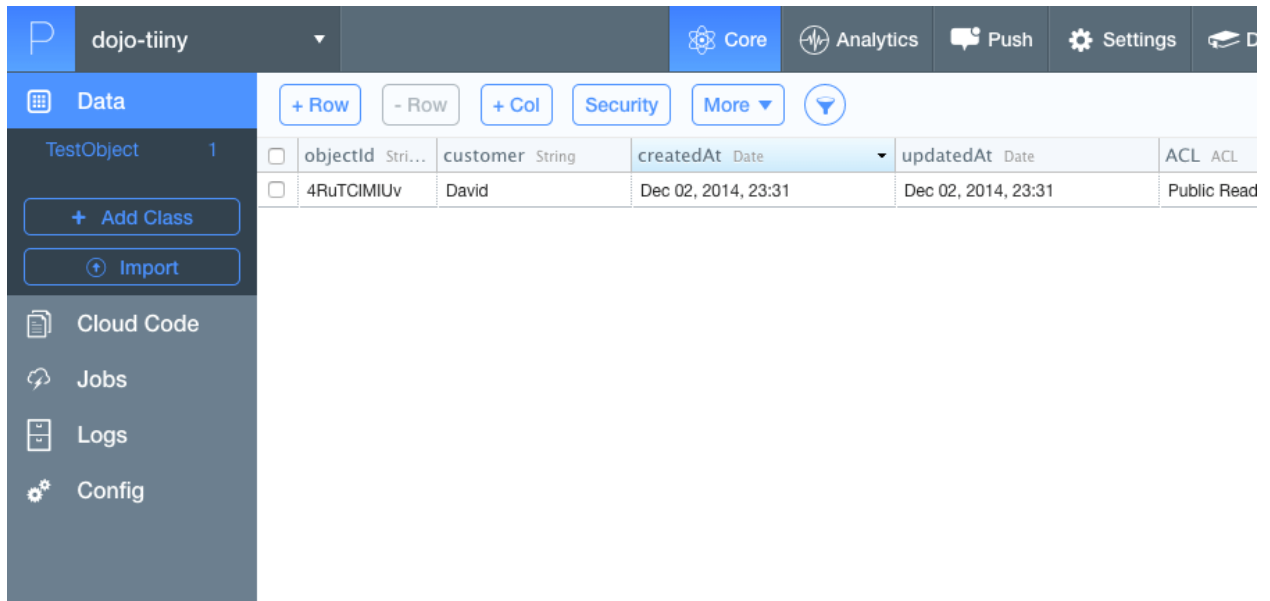 P dojo-tiiny Core Analytics Push Settings D
Data
TestObject 1
+ Add Class
Import
Cloud Code
Jobs
Logs
Config
+ Row - Row + Col Security More
objectId Stri... customer String createdAt Date updatedAt Date ACL ACL
4RuTClMlUv David Dec 02, 2014, 23:31 Dec 02, 2014, 23:31 Public Read